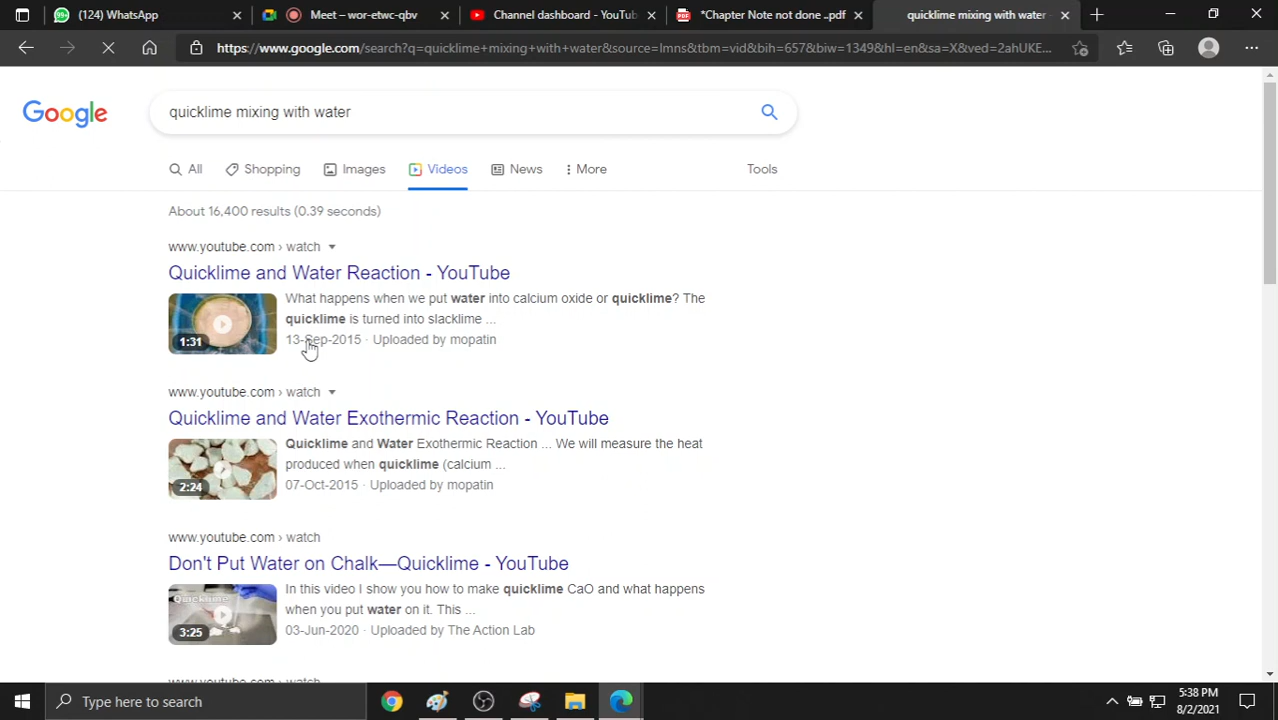 (124) WhatsApp
Meet – wor-etwc-qbv
Channel dashboard - YouTub
*Chapter Note not done ..pdf
quicklime mixing with water -
https://www.google.com/search?q=quicklime+mixing+with+water&source=lmns&tbm=vid&bih=657&biw=1349&hl=en&sa=X&ved=2ahUKE...
Google
quicklime mixing with water
All
Shopping
Images
Videos
News
More
Tools
About 16,400 results (0.39 seconds)
www.youtube.com › watch
Quicklime and Water Reaction - YouTube
1:31
What happens when we put water into calcium oxide or quicklime? The
quicklime is turned into slacklime ...
13-Sep-2015 · Uploaded by mopatin
www.youtube.com › watch
Quicklime and Water Exothermic Reaction - YouTube
2:24
Quicklime and Water Exothermic Reaction ... We will measure the heat
produced when quicklime (calcium ...
07-Oct-2015 · Uploaded by mopatin
www.youtube.com › watch
Don't Put Water on Chalk—Quicklime - YouTube
Quicklime
3:25
In this video I show you how to make quicklime CaO and what happens
when you put water on it. This ...
03-Jun-2020 · Uploaded by The Action Lab
Type here to search
5:38 PM
8/2/2021